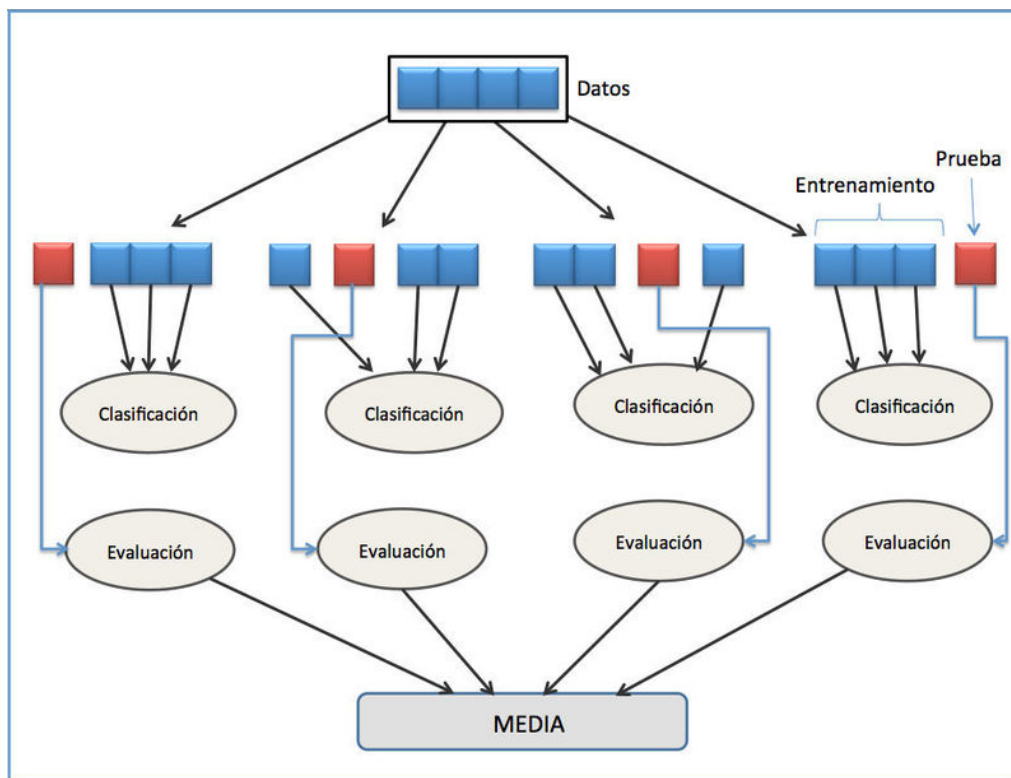 Datos
Prueba
Entrenamiento
Clasificación
Clasificación
Clasificación
Clasificación
Evaluación
Evaluación
Evaluación
Evaluación
MEDIA